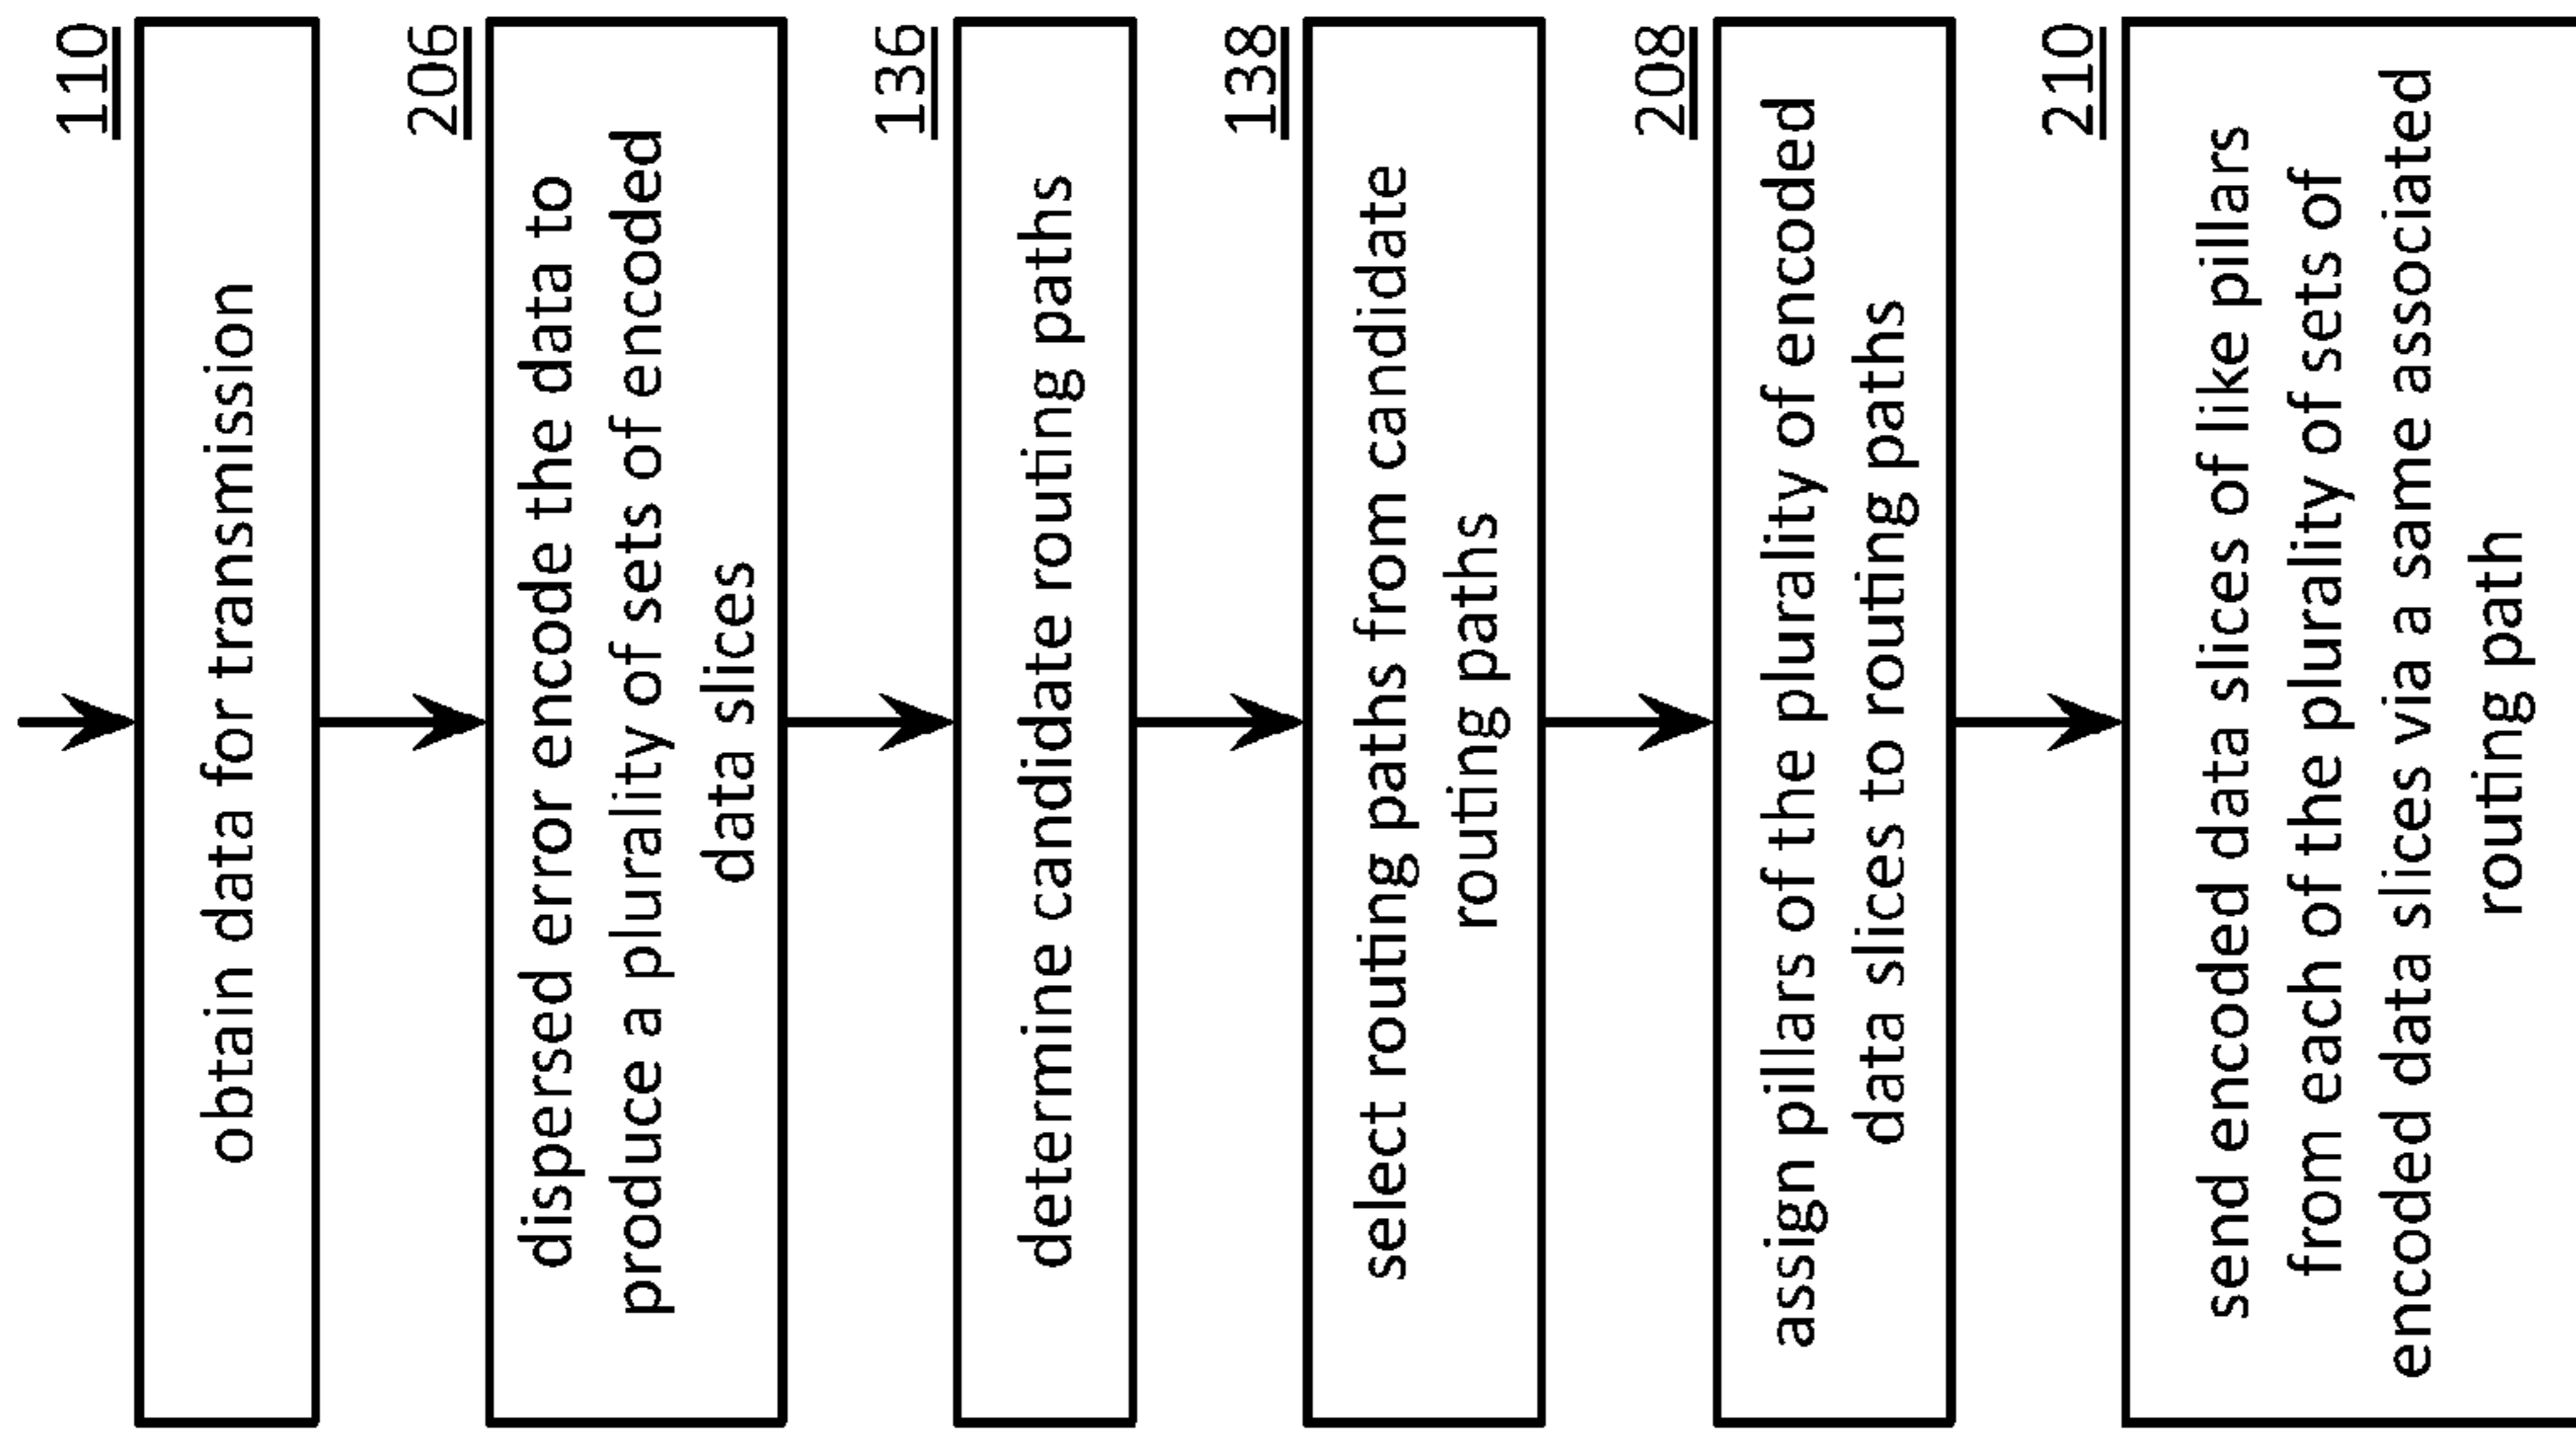 110
obtain data for transmission
206
dispersed error encode the data to
produce a plurality of sets of encoded
data slices
136
determine candidate routing paths
138
select routing paths from candidate
routing paths
208
assign pillars of the plurality of encoded
data slices to routing paths
210
send encoded data slices of like pillars
from each of the plurality of sets of
encoded data slices via a same associated
routing path